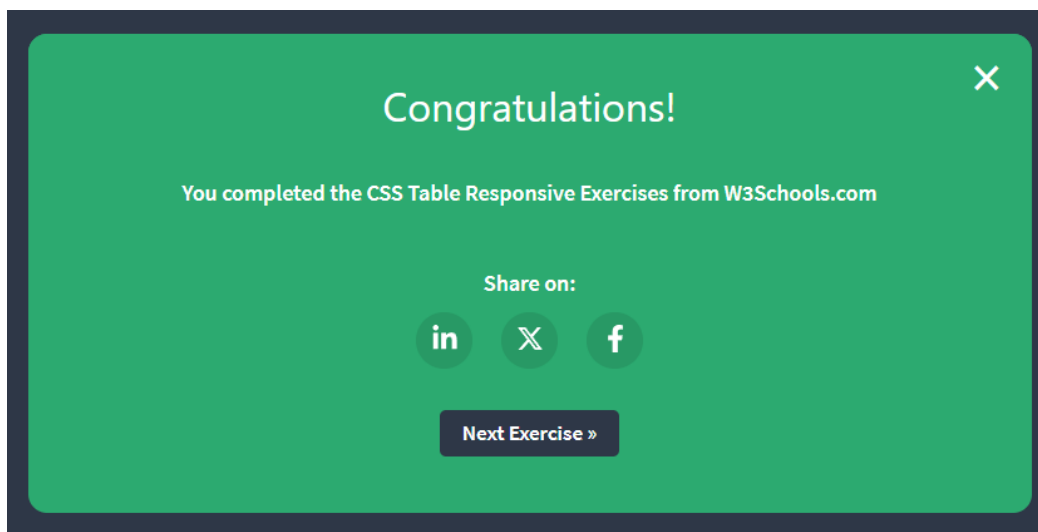 Congratulations!
You completed the CSS Table Responsive Exercises from W3Schools.com
Share on:
in X f
Next Exercise »